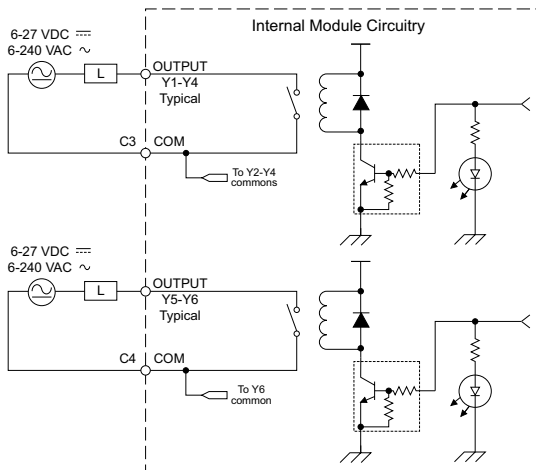 Internal Module Circuitry
6-27 VDC ⎓
6-240 VAC ∿
L
OUTPUT
Y1-Y4
Typical
C3
COM
To Y2-Y4
commons
6-27 VDC ⎓
6-240 VAC ∿
L
OUTPUT
Y5-Y6
Typical
C4
COM
To Y6
common